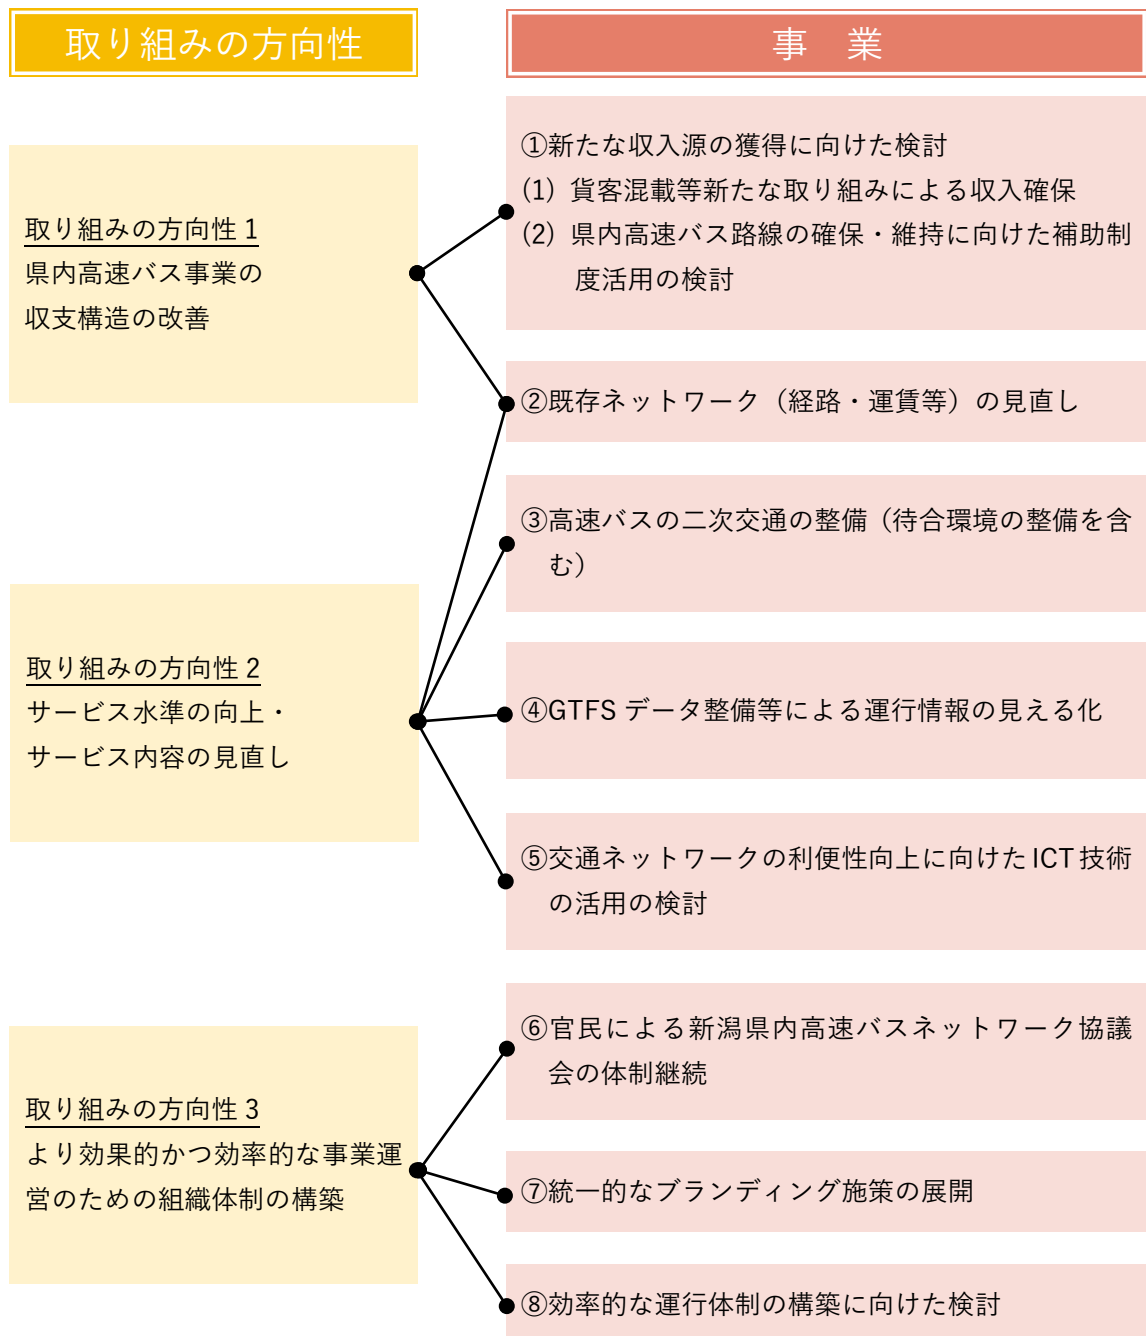 取り組みの方向性
事　業
取り組みの方向性 1
県内高速バス事業の
収支構造の改善
①新たな収入源の獲得に向けた検討
(1) 貨客混載等新たな取り組みによる収入確保
(2) 県内高速バス路線の確保・維持に向けた補助制
度活用の検討
②既存ネットワーク（経路・運賃等）の見直し
③高速バスの二次交通の整備（待合環境の整備を含
む）
取り組みの方向性 2
サービス水準の向上・
サービス内容の見直し
④GTFS データ整備等による運行情報の見える化
⑤交通ネットワークの利便性向上に向けた ICT 技術
の活用の検討
⑥官民による新潟県内高速バスネットワーク協議
会の体制継続
取り組みの方向性 3
より効果的かつ効率的な事業運
営のための組織体制の構築
⑦統一的なブランディング施策の展開
⑧効率的な運行体制の構築に向けた検討